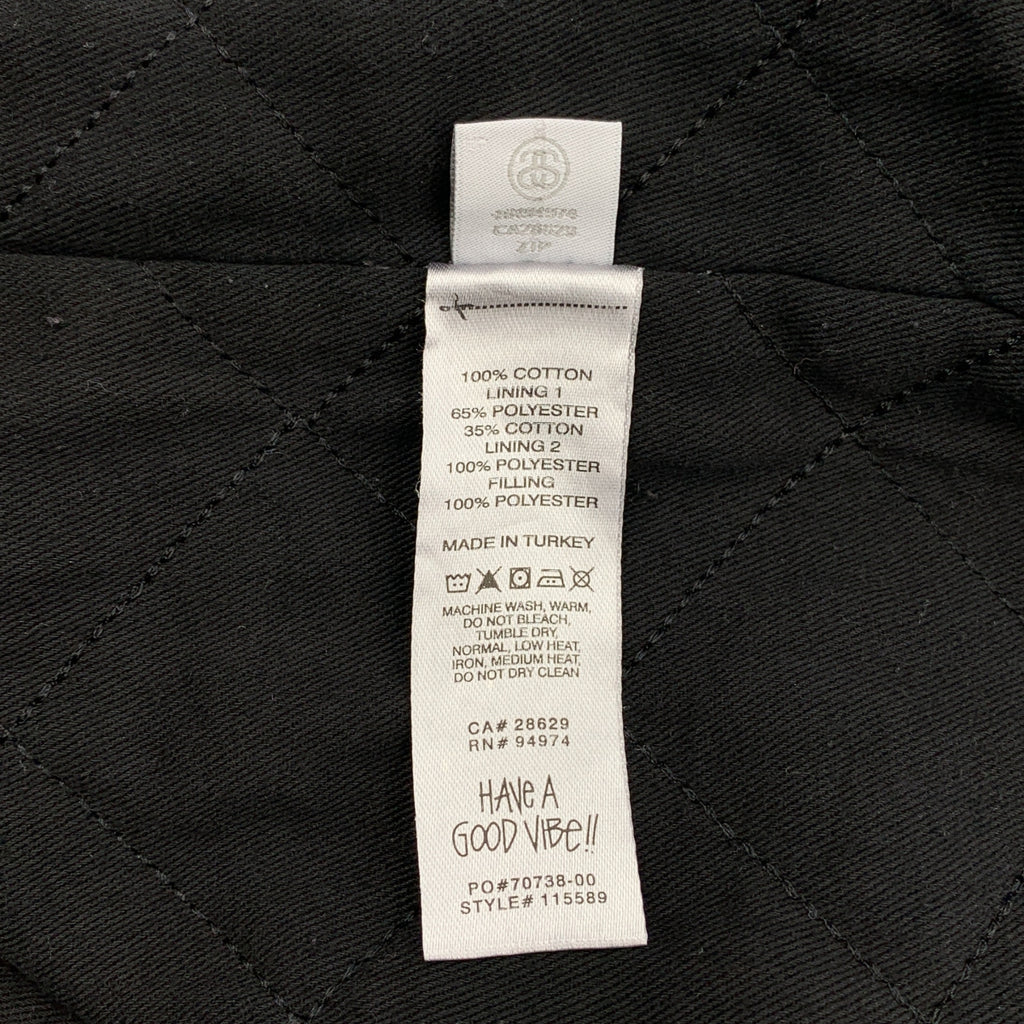 CA28629
ZIP
100% COTTON
LINING 1
65% POLYESTER
35% COTTON
LINING 2
100% POLYESTER
FILLING
100% POLYESTER
MADE IN TURKEY
MACHINE WASH, WARM,
DO NOT BLEACH,
TUMBLE DRY,
NORMAL, LOW HEAT,
IRON, MEDIUM HEAT,
DO NOT DRY CLEAN
CA# 28629
RN# 94974
HAVE A
GOOD VIBE!!
PO#70738-00
STYLE# 115589